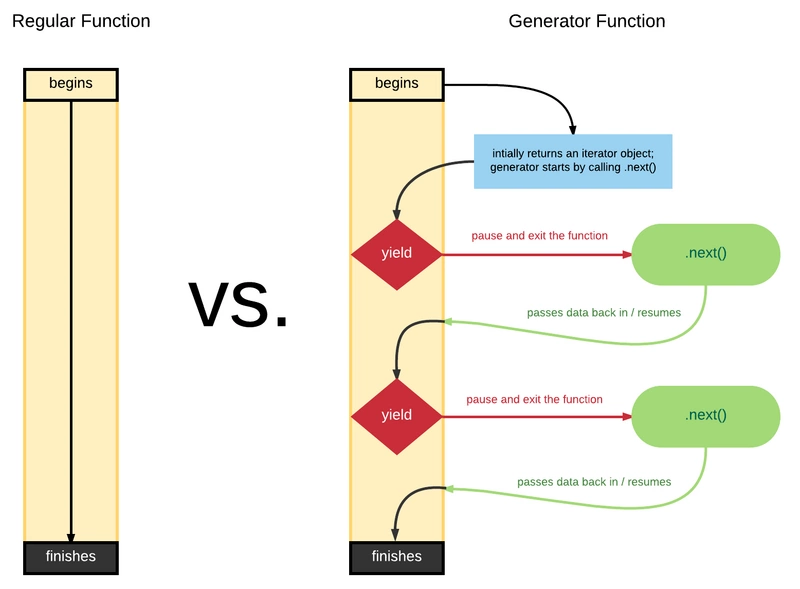 Regular Function
Generator Function
begins
begins
intially returns an iterator object;
generator starts by calling .next()
yield
pause and exit the function
.next()
vs.
passes data back in / resumes
yield
pause and exit the function
.next()
passes data back in / resumes
finishes
finishes